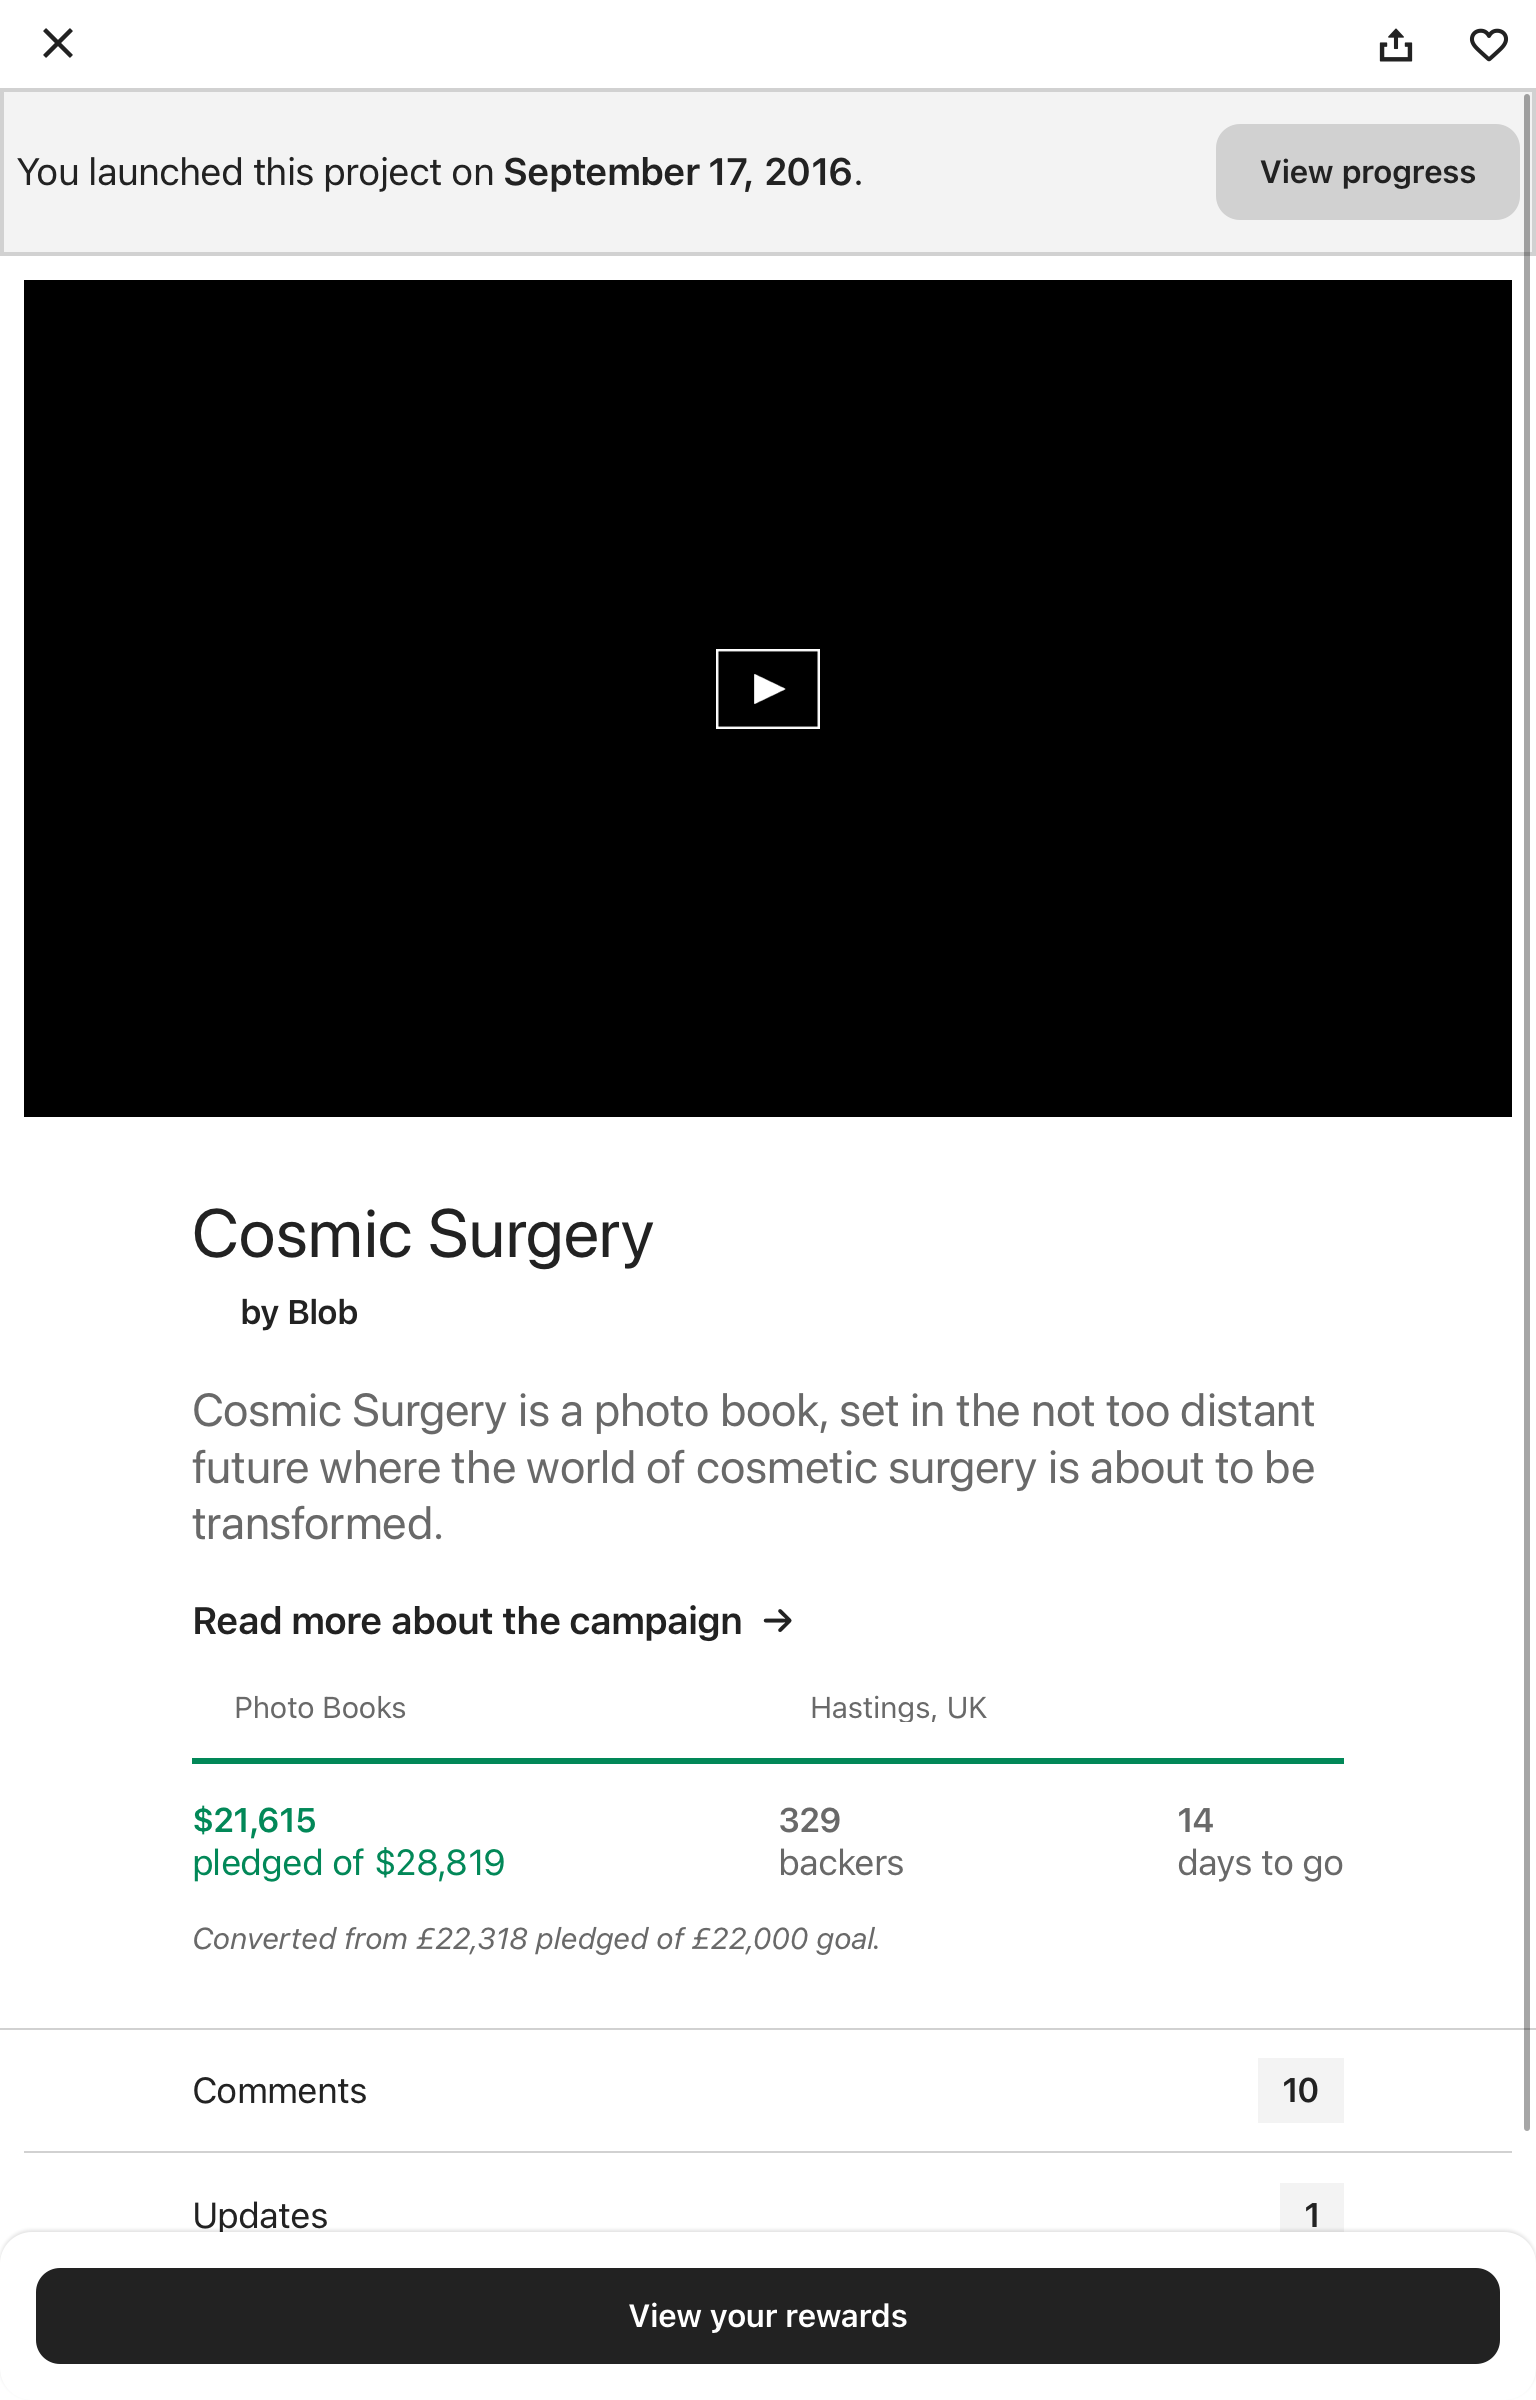 You launched this project on September 17, 2016.
View progress
Cosmic Surgery
by Blob
Cosmic Surgery is a photo book, set in the not too distant
future where the world of cosmetic surgery is about to be
transformed.
Read more about the campaign →
Photo Books
Hastings, UK
$21,615
pledged of $28,819
329
backers
14
days to go
Converted from £22,318 pledged of £22,000 goal.
Comments
10
Updates
1
View your rewards